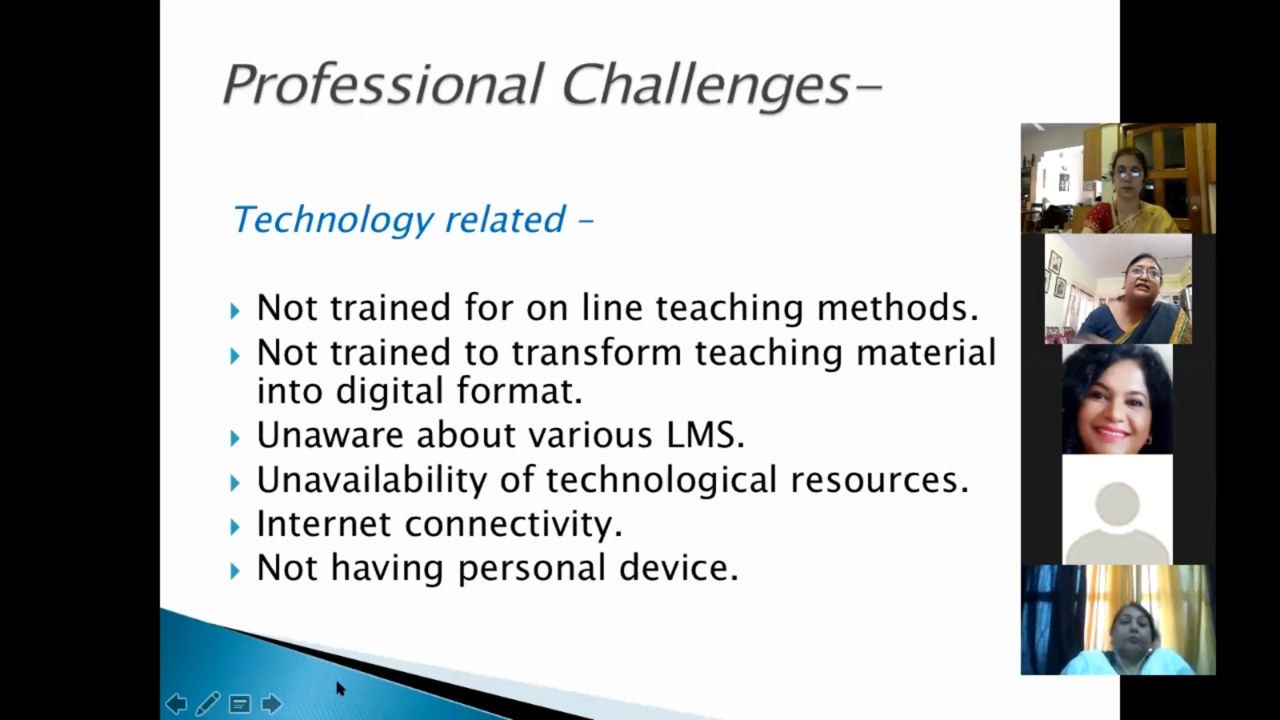 Professional Challenges–
Technology related –
Not trained for on line teaching methods.
Not trained to transform teaching material
into digital format.
Unaware about various LMS.
Unavailability of technological resources.
Internet connectivity.
Not having personal device.